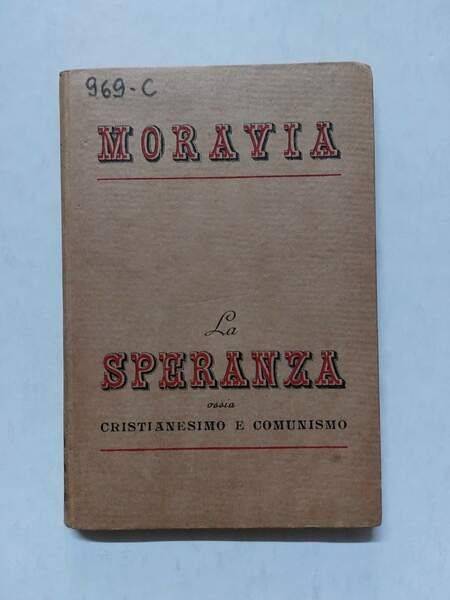 969-C
MORAVIA
La
SPERANZA
ossia
CRISTIANESIMO E COMUNISMO